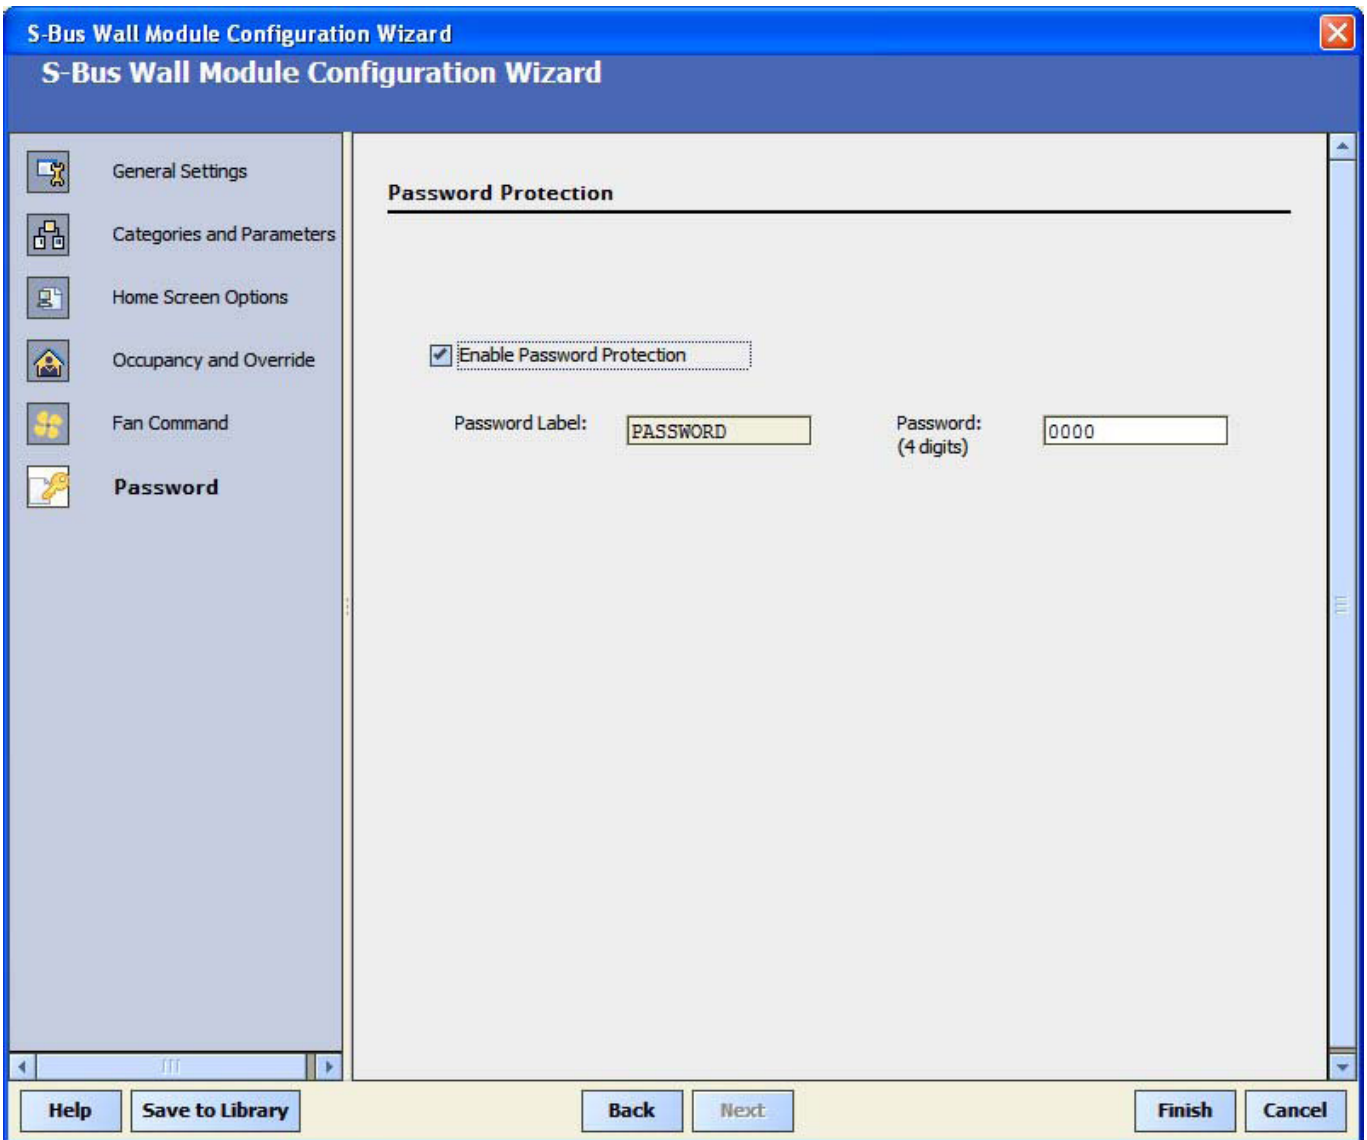 S-Bus Wall Module Configuration Wizard
S-Bus Wall Module Configuration Wizard
General Settings
Categories and Parameters
Home Screen Options
Occupancy and Override
Fan Command
Password
Password Protection
Enable Password Protection
Password Label: PASSWORD Password: 0000
(4 digits)
Help Save to Library Back Next Finish Cancel